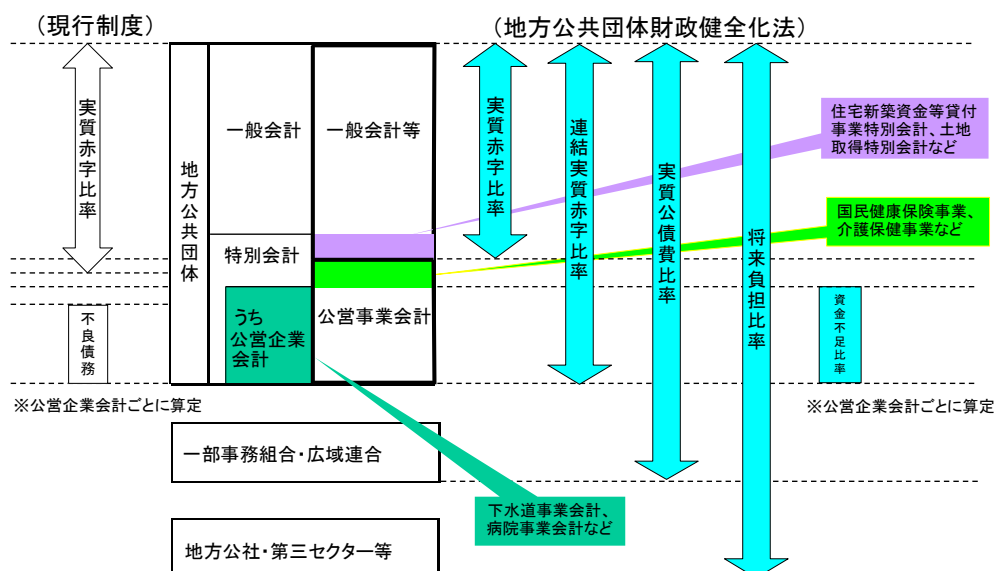 (現行制度)
(地方公共団体財政健全化法)
実質赤字比率
地方公共団体
一般会計
一般会計等
実質赤字比率
連結実質赤字比率
実質公債費比率
将来負担比率
住宅新築資金等貸付
事業特別会計、土地
取得特別会計など
国民健康保険事業、
介護保健事業など
特別会計
うち
公営企業
会計
公営事業会計
不良債務
資金不足比率
※公営企業会計ごとに算定
※公営企業会計ごとに算定
一部事務組合・広域連合
下水道事業会計、
病院事業会計など
地方公社・第三セクター等